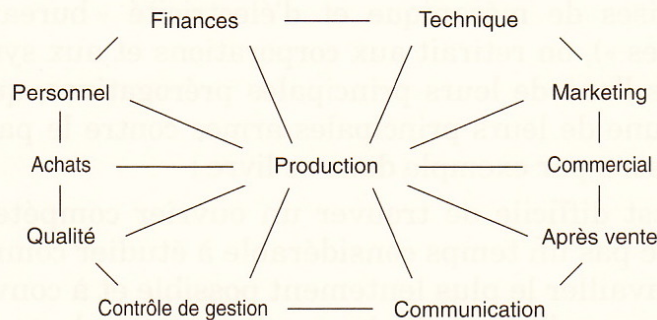 Finances Technique
Personnel Marketing
Achats Production Commercial
Qualité Après vente
Contrôle de gestion Communication